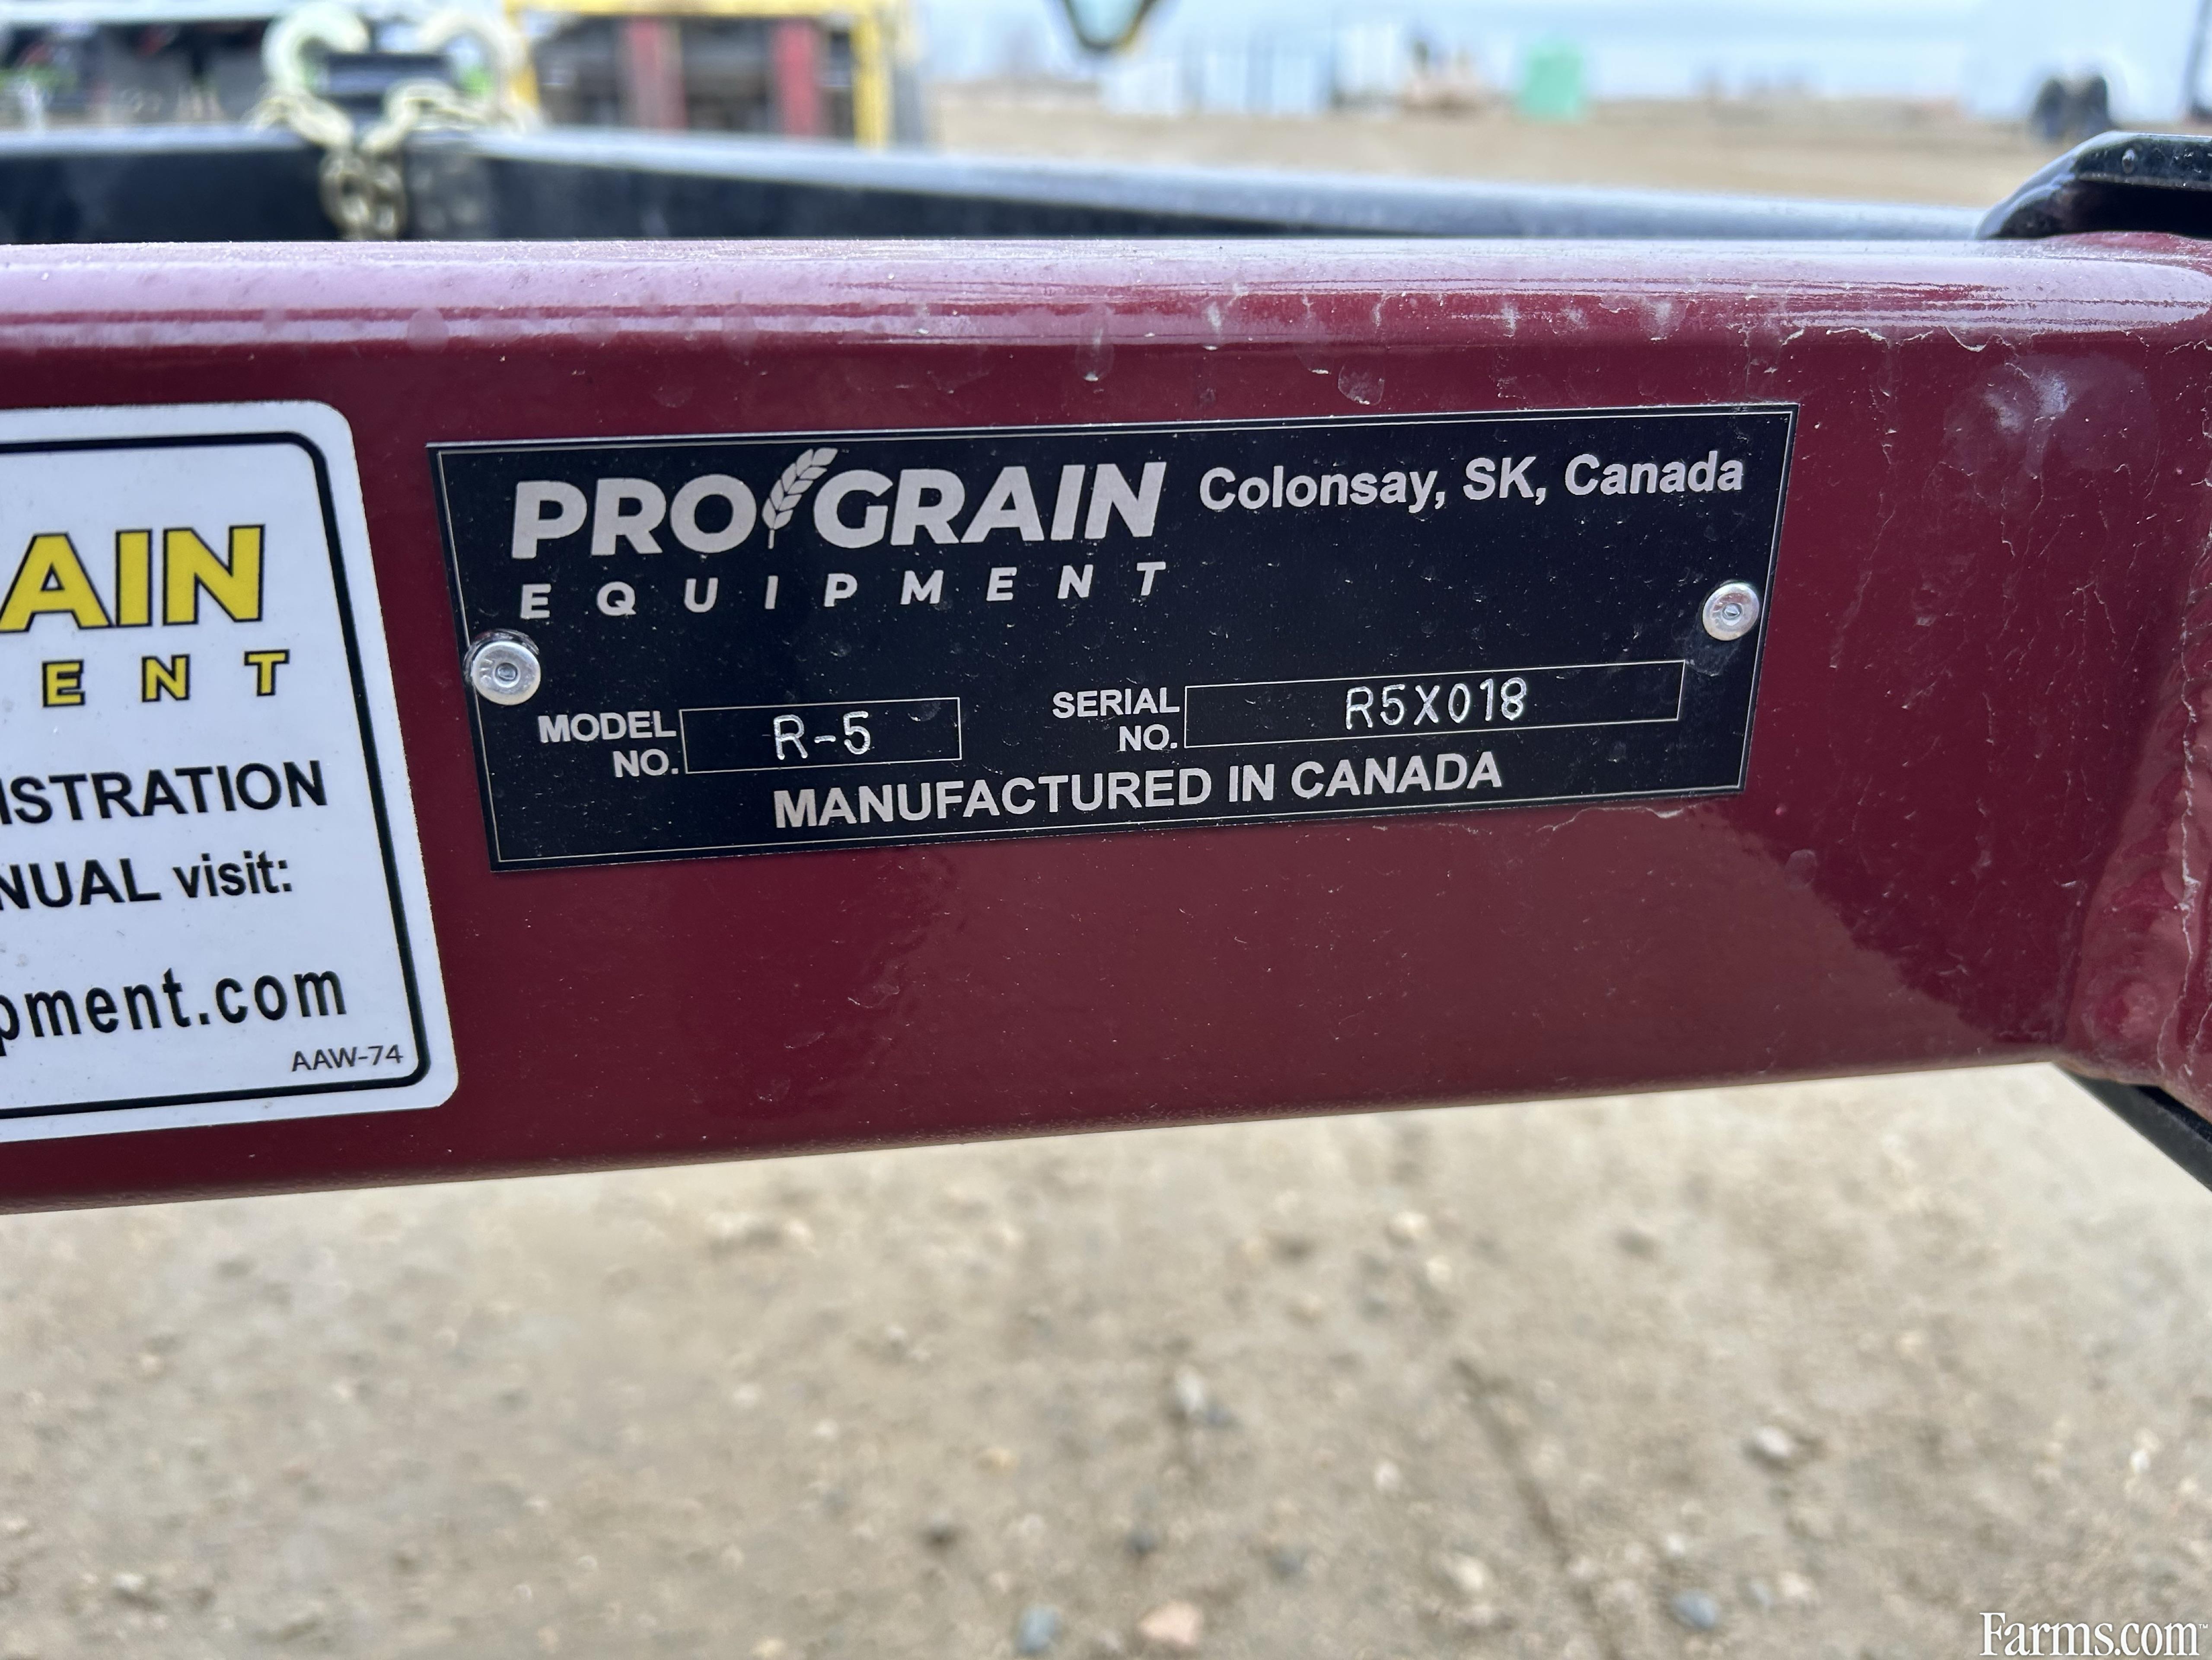 AIN
ENT
ISTRATION
NUAL visit:
pment.com
AAW-74
PRO GRAIN
EQUIPMENT
Colonsay, SK, Canada
MODEL NO. R-5
SERIAL NO. R5X018
MANUFACTURED IN CANADA
Farms.com™